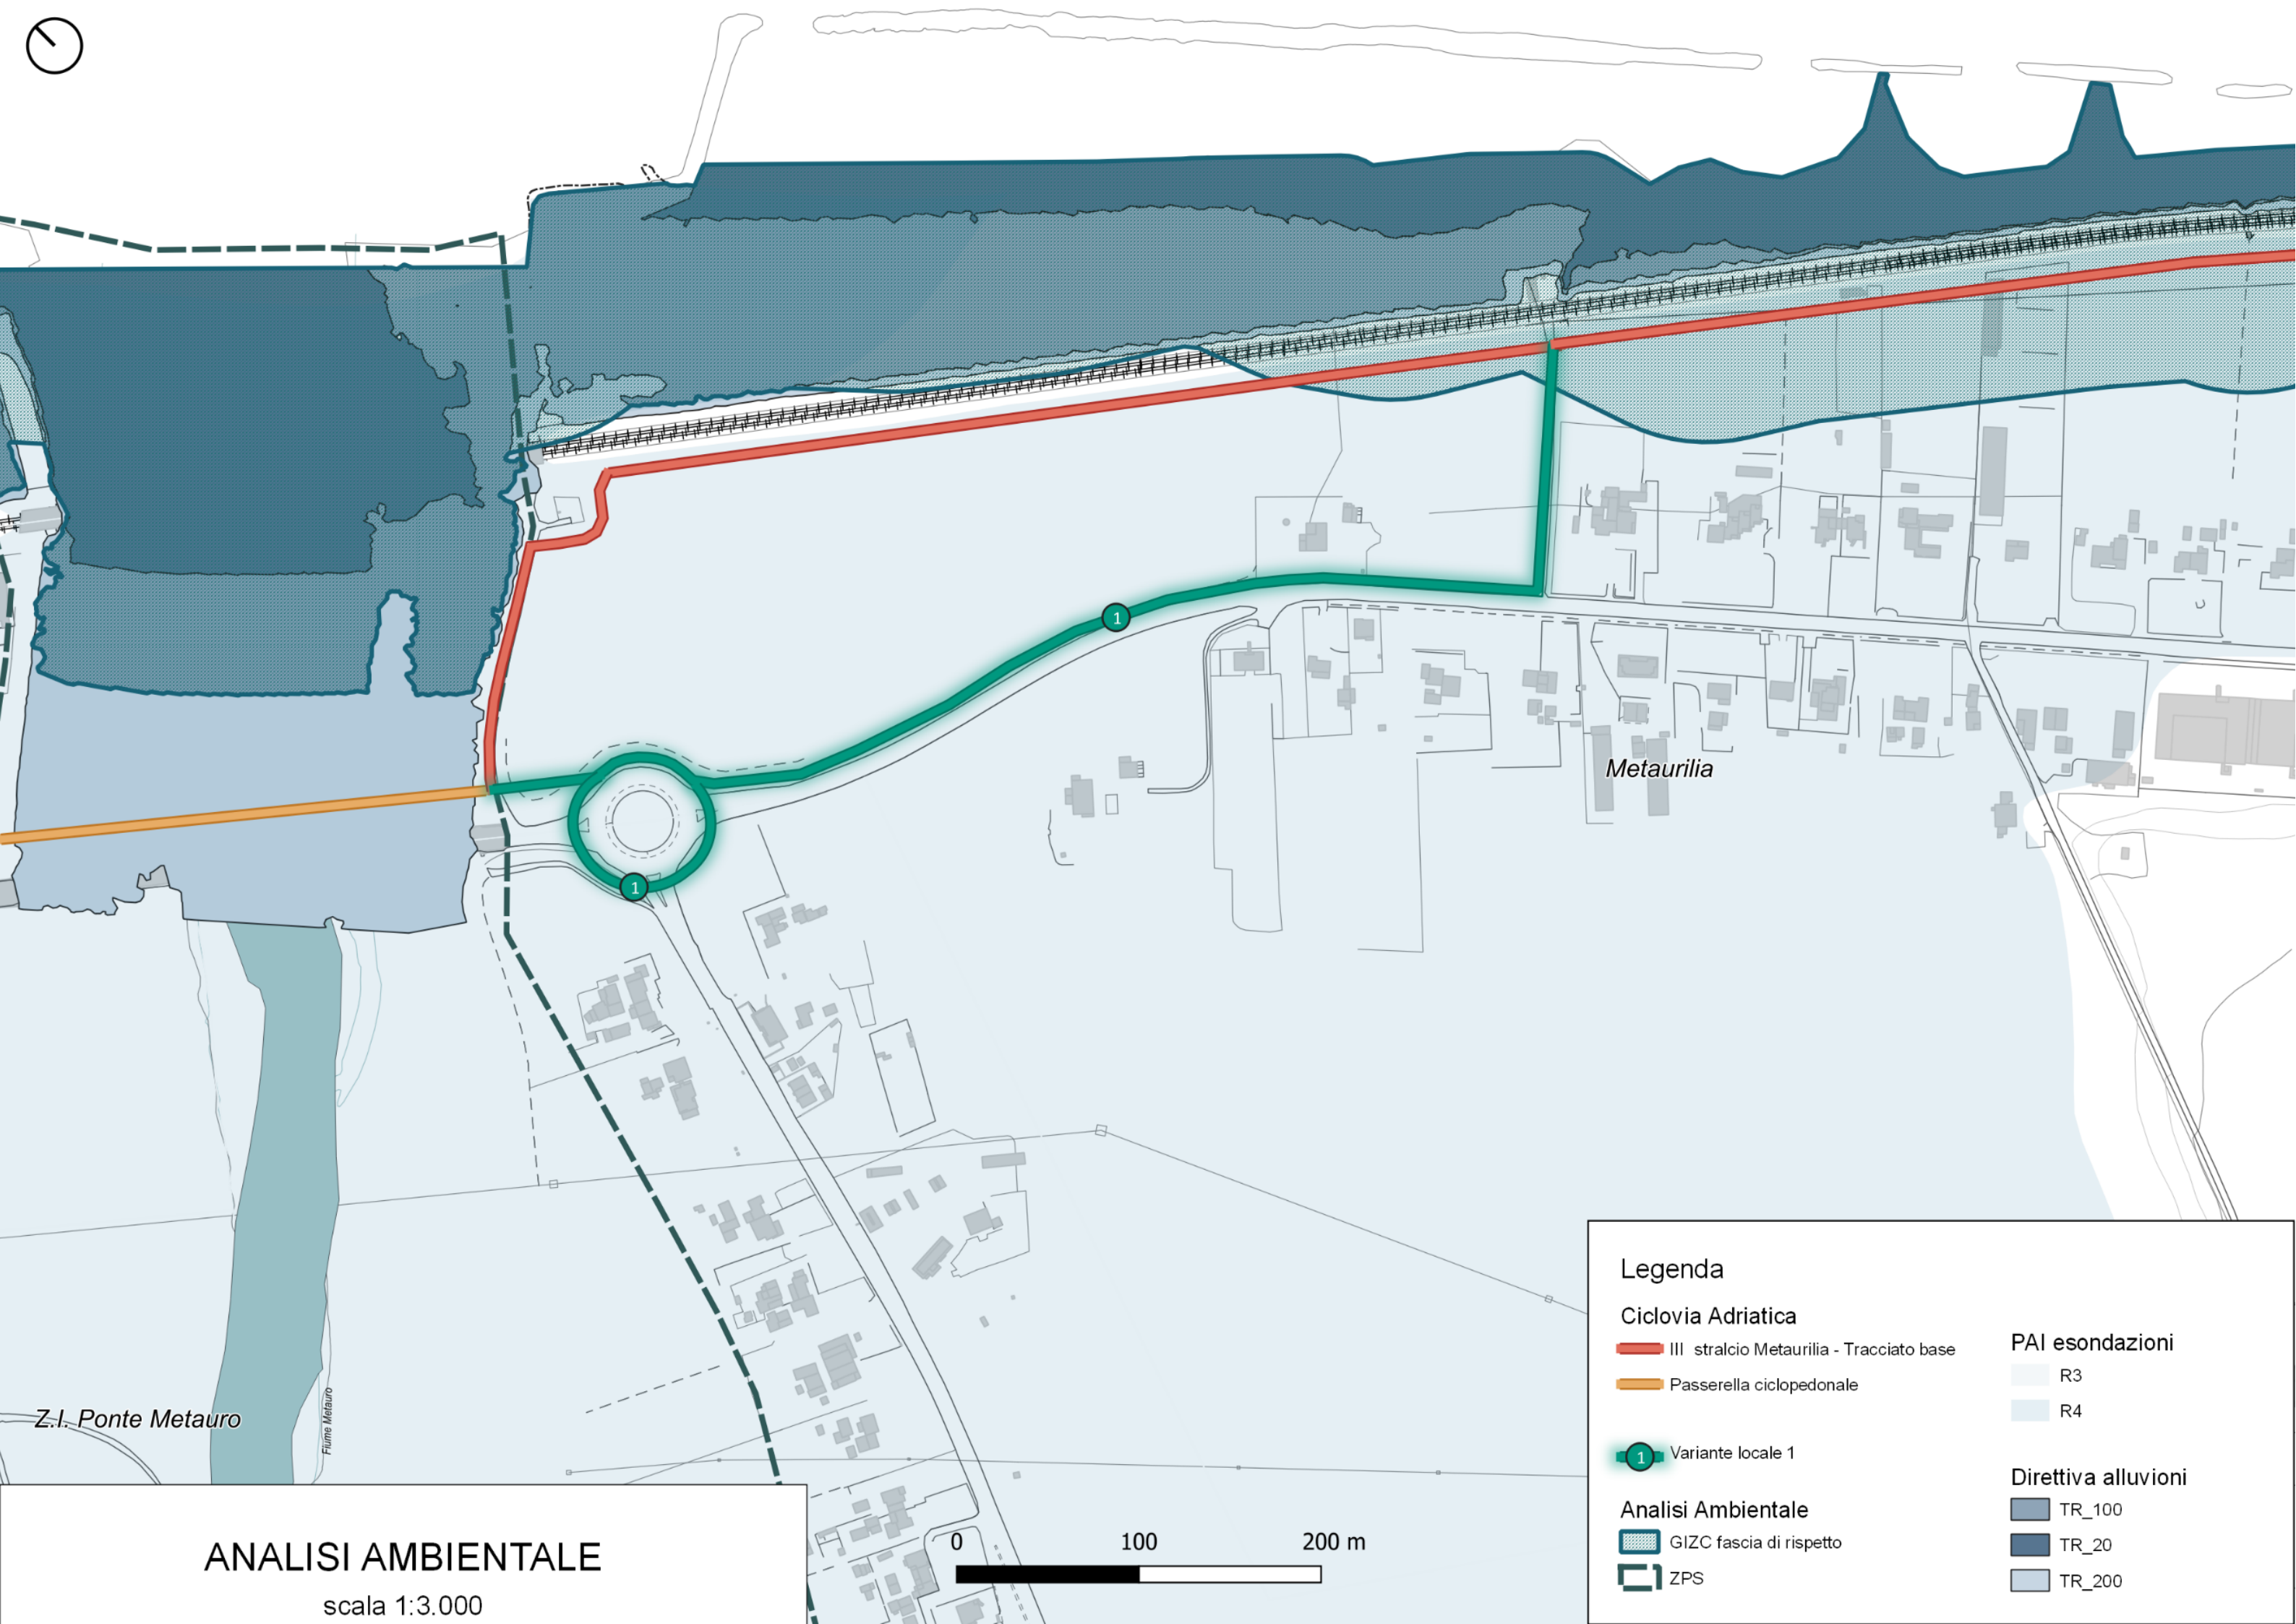 1
1
Metaurilia
Z.I. Ponte Metauro
Fiume Metauro
ANALISI AMBIENTALE
scala 1:3.000
0 100 200 m
Legenda
Ciclovia Adriatica
III stralcio Metaurilia - Tracciato base
Passerella ciclopedonale
1 Variante locale 1
Analisi Ambientale
GIZC fascia di rispetto
ZPS
PAI esondazioni
R3
R4
Direttiva alluvioni
TR_100
TR_20
TR_200